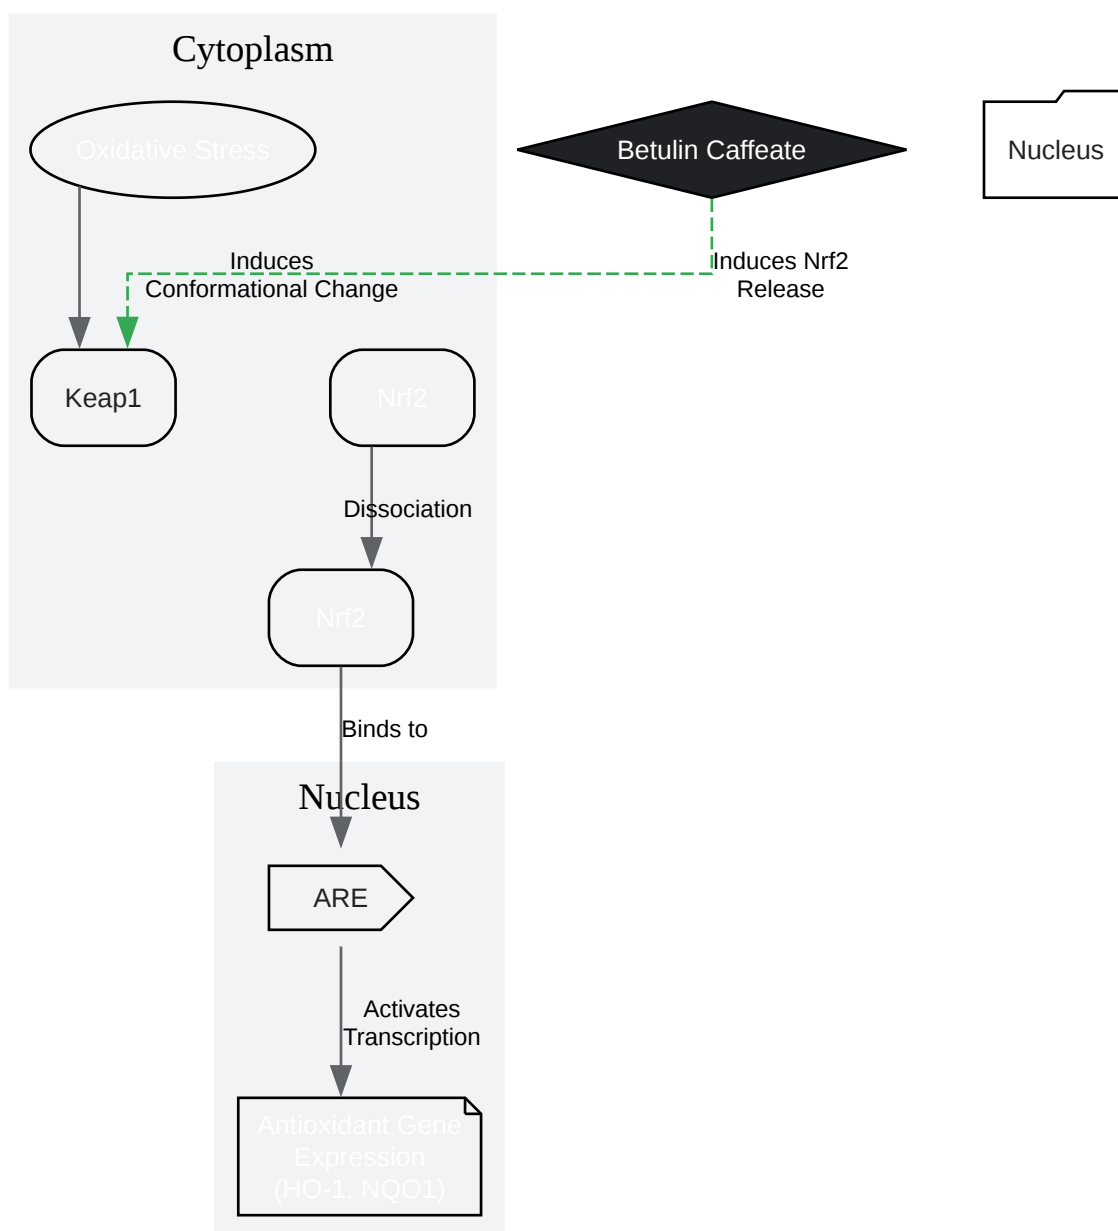 Cytoplasm
Oxidative Stress
Betulin Caffeate
Nucleus
Induces
Conformational Change
Induces Nrf2
Release
Keap1
Nrf2
Dissociation
Nrf2
Binds to
Nucleus
ARE
Activates
Transcription
Antioxidant Gene
Expression
(HO-1, NQO1)